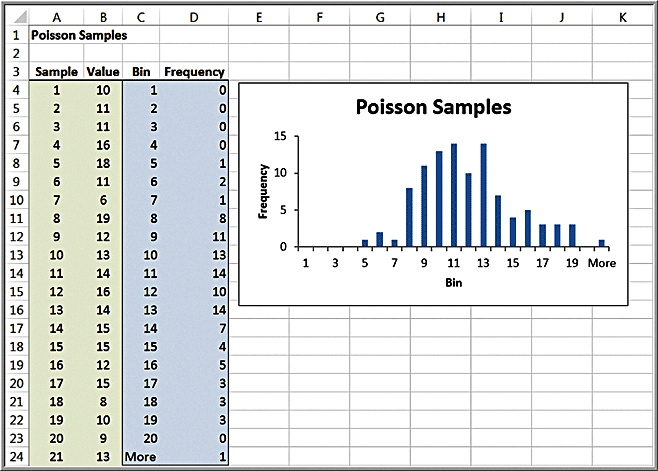 A B C D E F G H I J K
1 Poisson Samples
2
3 Sample Value Bin Frequency
4 1 10 1 0
5 2 11 2 0
6 3 11 3 0
7 4 16 4 0
8 5 18 5 1
9 6 11 6 2
10 7 6 7 1
11 8 19 8 8
12 9 12 9 11
13 10 13 10 13
14 11 14 11 14
15 12 16 12 10
16 13 14 13 14
17 14 15 14 7
18 15 15 15 4
19 16 12 16 5
20 17 15 17 3
21 18 8 18 3
22 19 10 19 3
23 20 9 20 0
24 21 13 More 1
Poisson Samples
Frequency
15
10
5
0
1 3 5 7 9 11 13 15 17 19 More
Bin